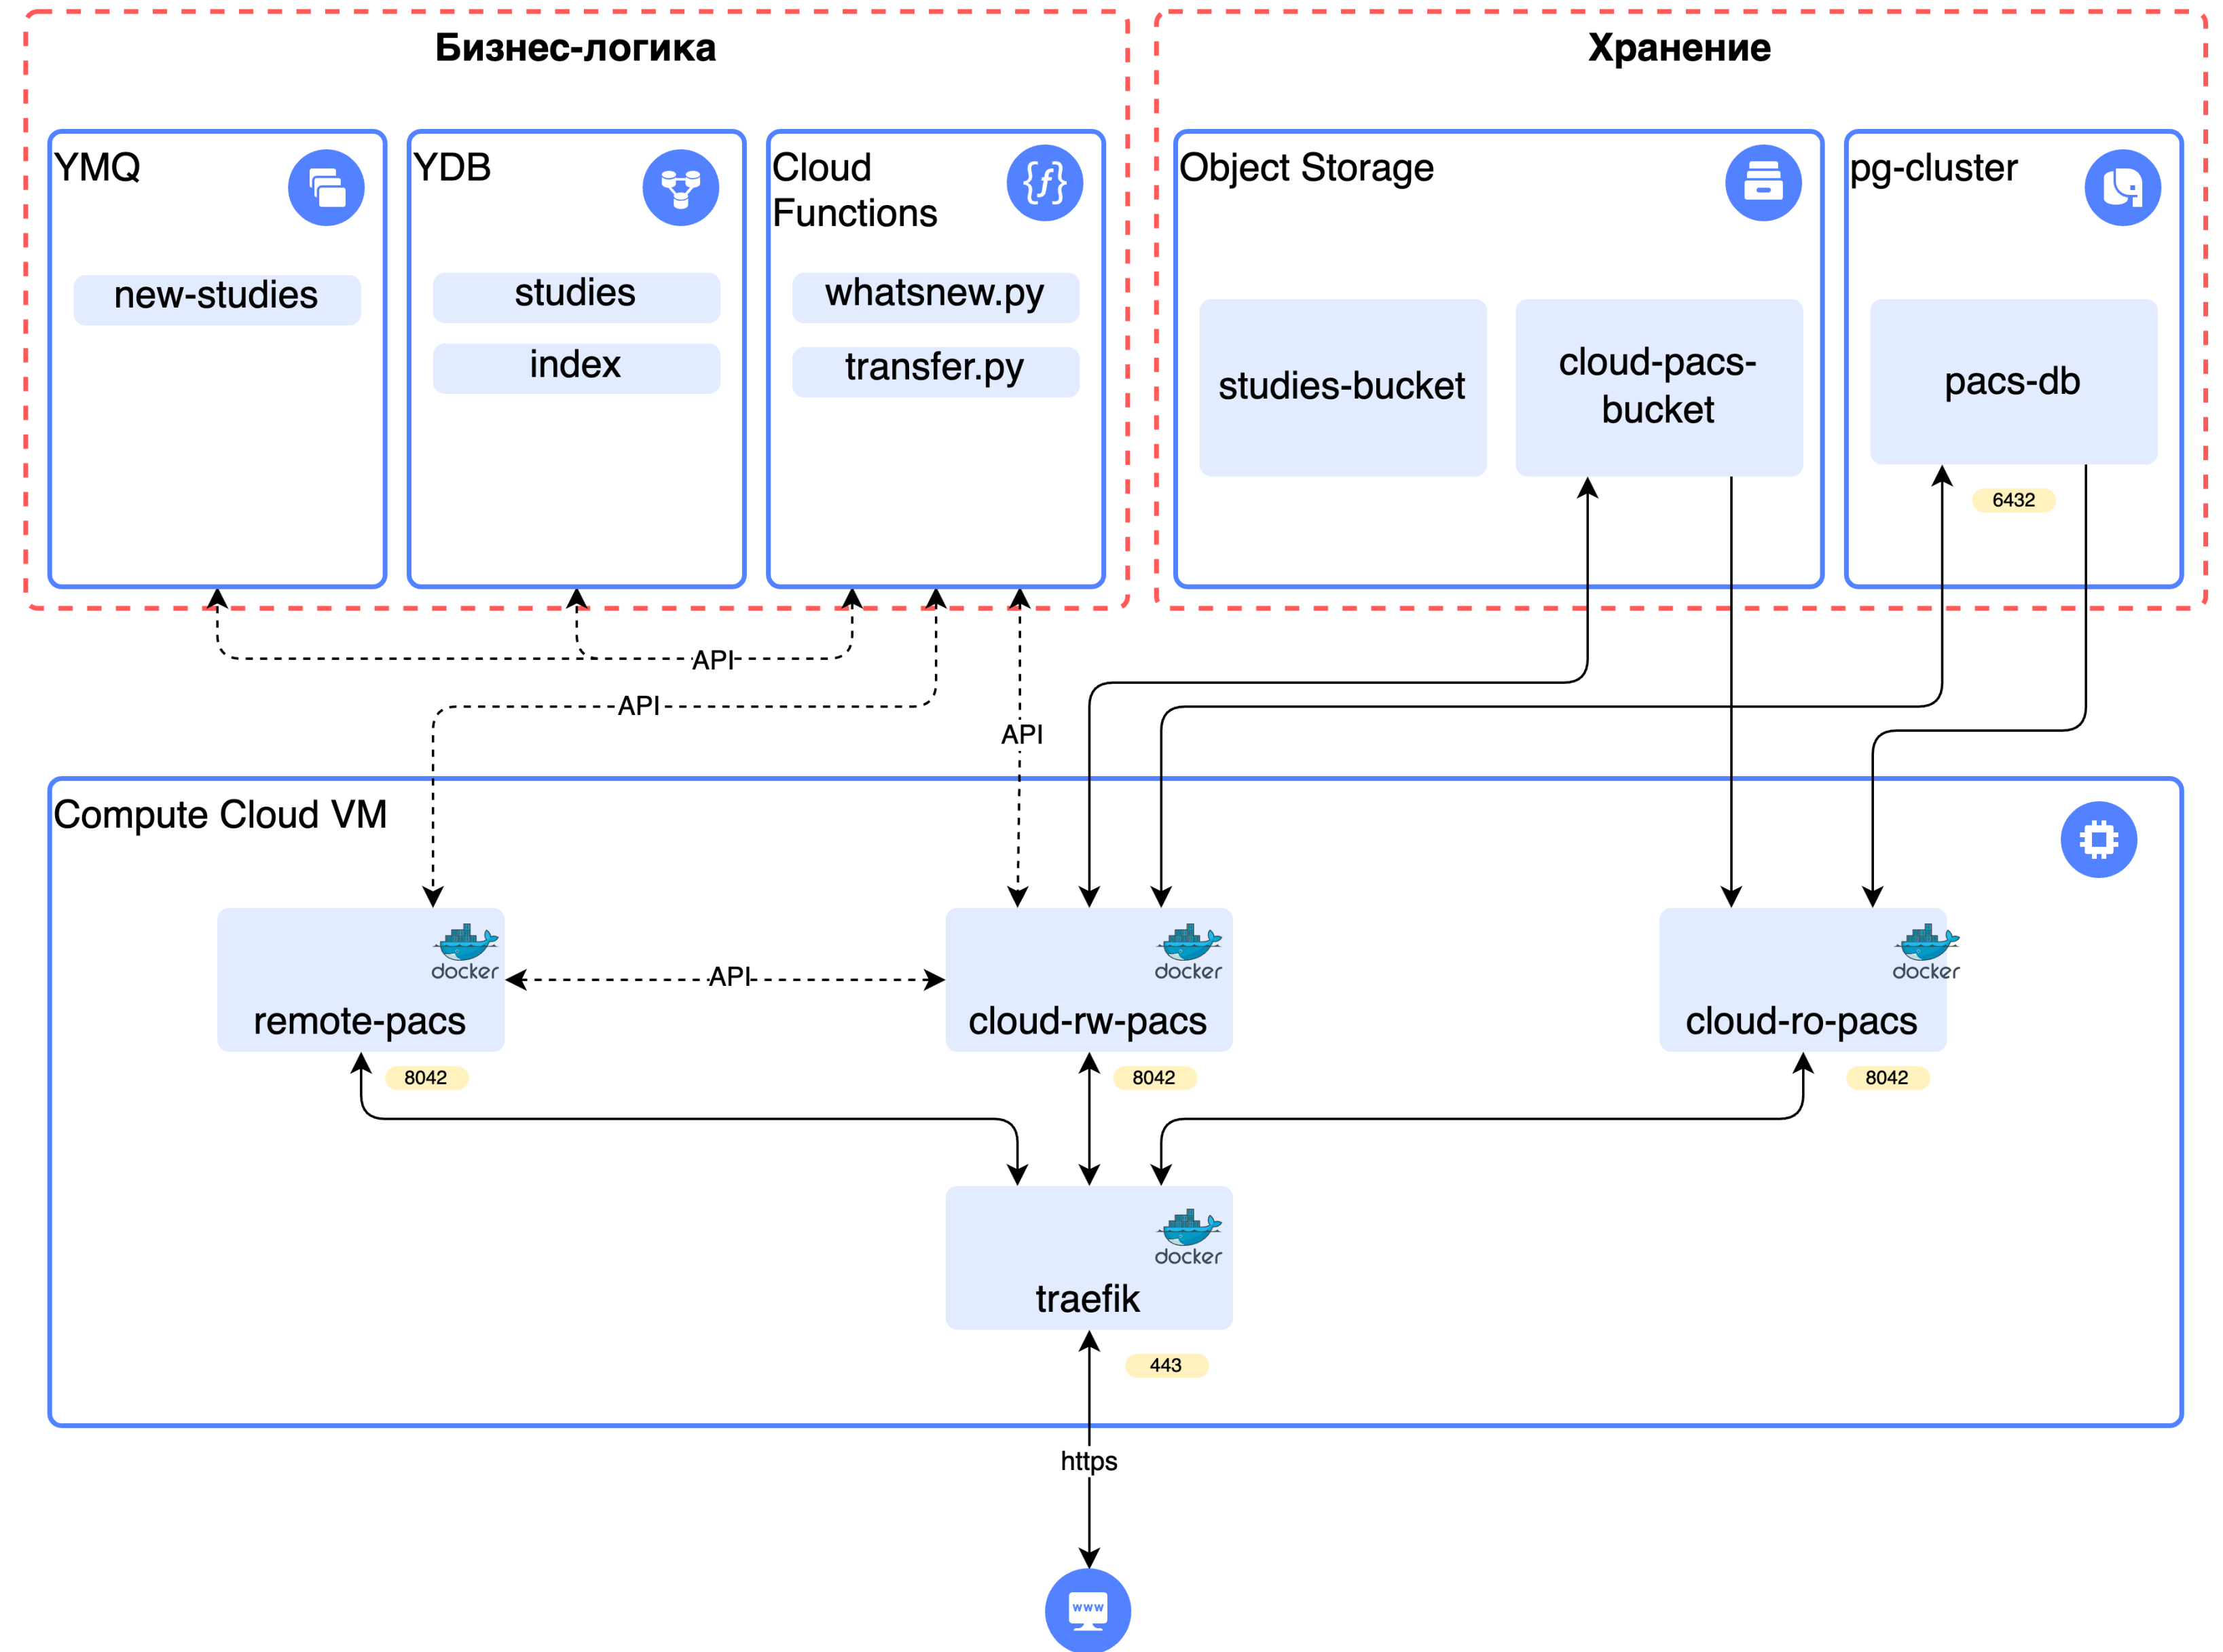 Бизнес-логика
Хранение
YMQ
new-studies
YDB
studies
index
Cloud
Functions
whatsnew.py
transfer.py
Object Storage
studies-bucket
cloud-pacs-
bucket
pg-cluster
pacs-db
6432
API
API
API
Compute Cloud VM
docker
remote-pacs
8042
API
docker
cloud-rw-pacs
8042
docker
cloud-ro-pacs
8042
docker
traefik
443
https
www